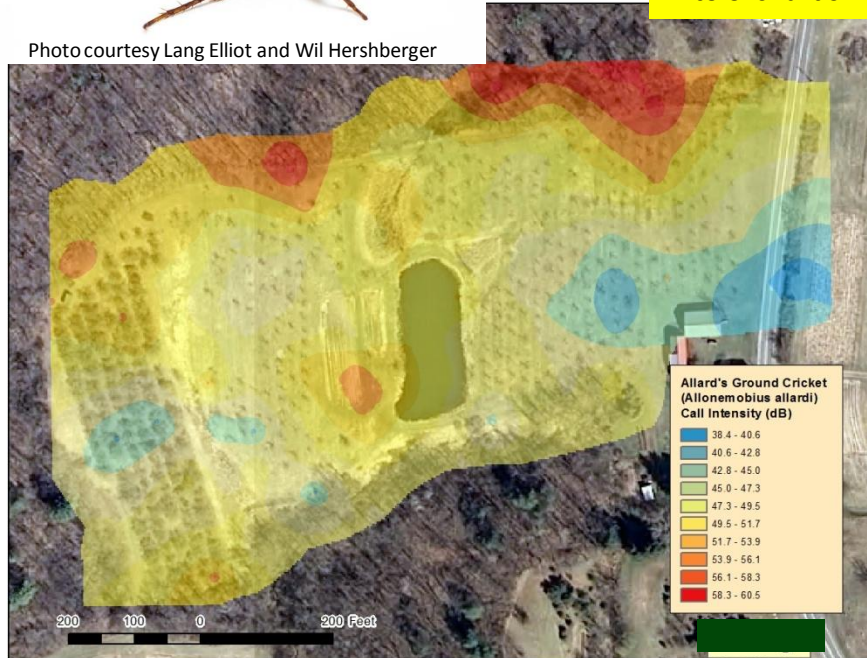 Photo courtesy Lang Elliot and Wil Hershberger
Allard's Ground Cricket
(Allonemobius allardi)
Call Intensity (dB)
38.4 - 40.6
40.6 - 42.8
42.8 - 45.0
45.0 - 47.3
47.3 - 49.5
49.5 - 51.7
51.7 - 53.9
53.9 - 56.1
56.1 - 58.3
58.3 - 60.5
200 100 0 200 Feet